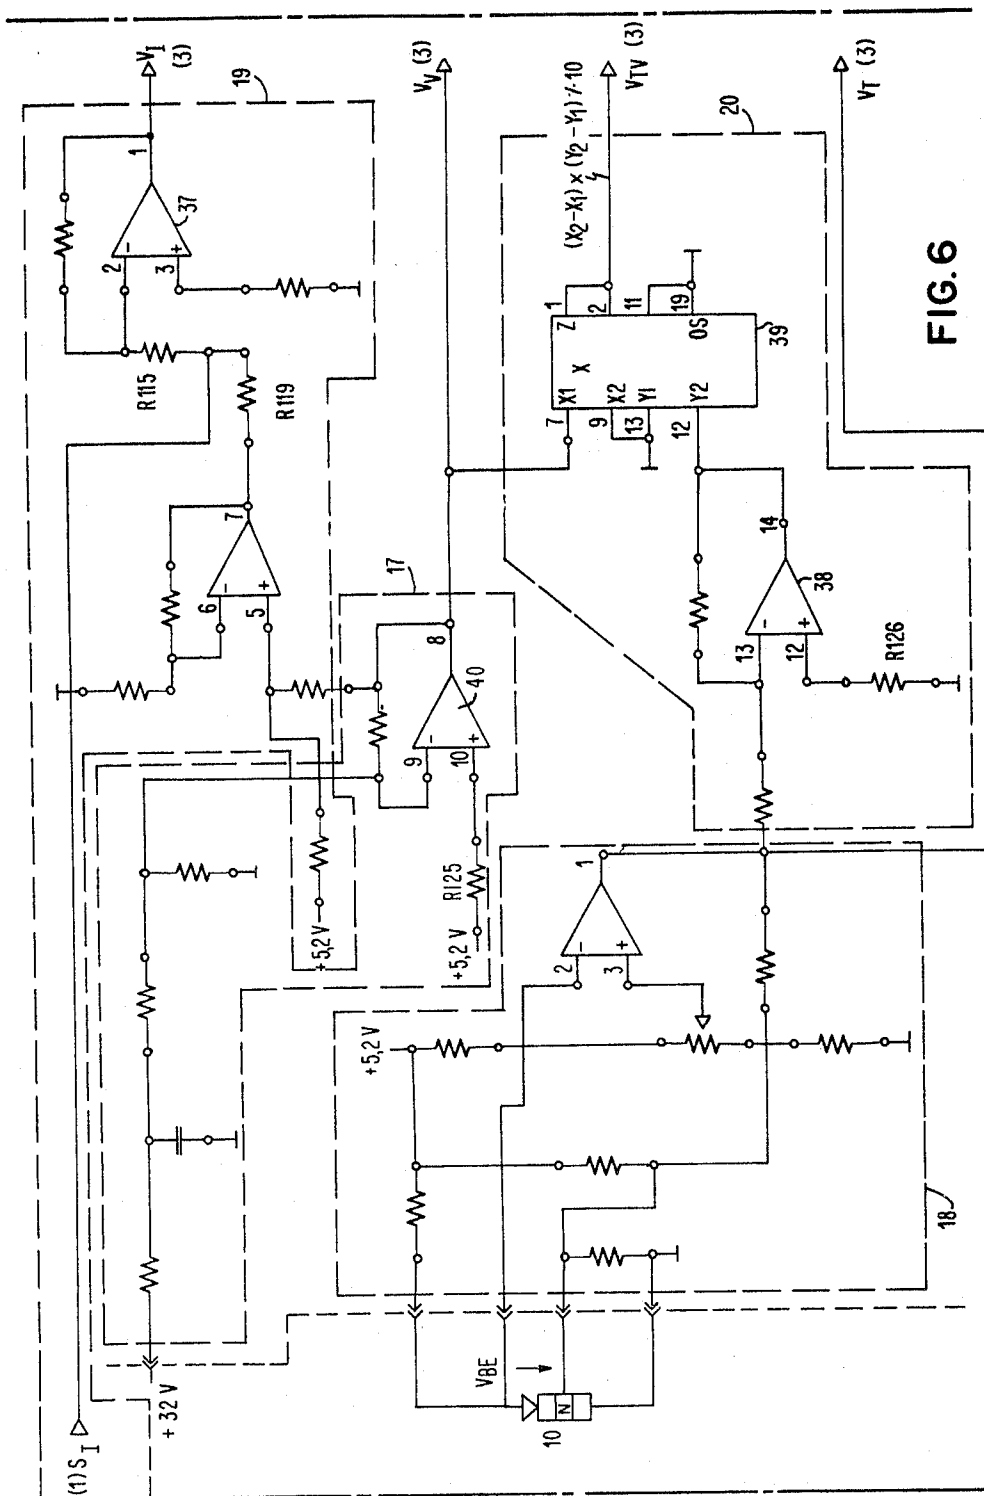 V_I (3)
19
1
37
2
-
3
+
R115
R119
7
6
-
5
+
V_V (3)
17
8
40
9
-
10
+
R125
+5,2 V
+5,2 V
+32 V
(1) S_I
V_TV (3)
(X2-X1) x (Y2-Y1) ⁒ 10
20
V_T (3)
1
Z
2
11
19
OS
39
X
7
X1
9
X2
13
Y1
12
Y2
14
38
13
-
12
+
R126
1
2
-
3
+
+5,2 V
18
V_BE
N
10
FIG. 6